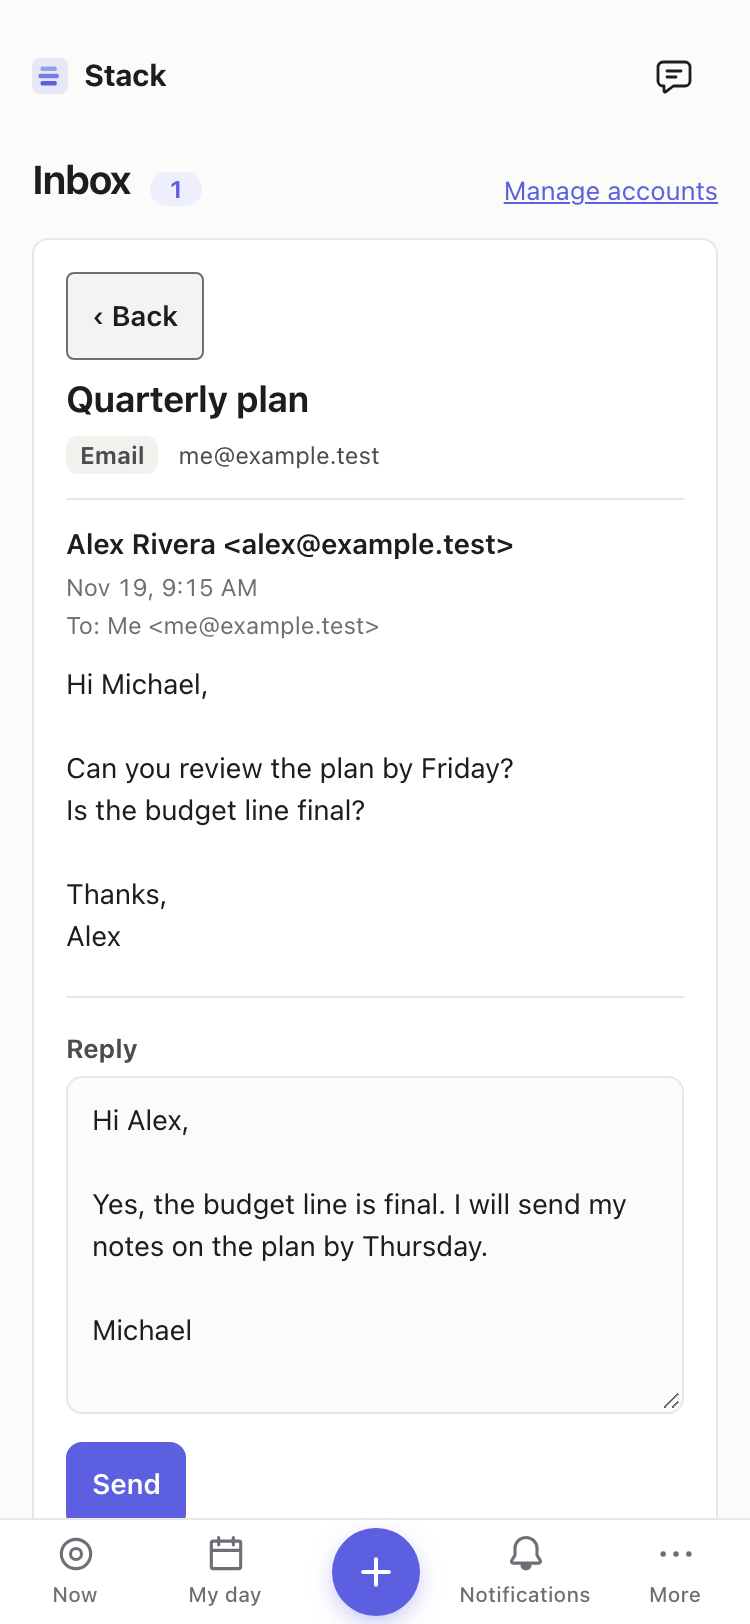 Stack
Inbox 1
Manage accounts
‹ Back
Quarterly plan
Email me@example.test
Alex Rivera <alex@example.test>
Nov 19, 9:15 AM
To: Me <me@example.test>
Hi Michael,
Can you review the plan by Friday?
Is the budget line final?
Thanks,
Alex
Reply
Hi Alex,
Yes, the budget line is final. I will send my
notes on the plan by Thursday.
Michael
Send
Now
My day
Notifications
More